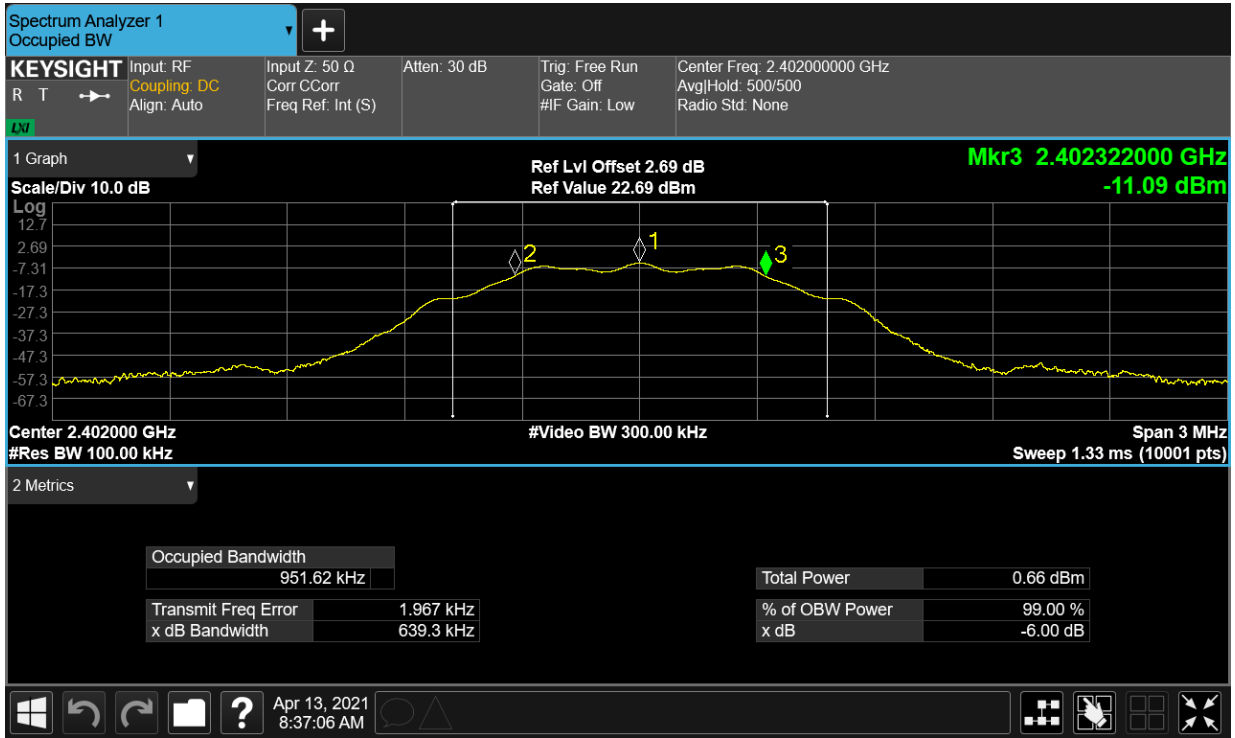 Spectrum Analyzer 1
Occupied BW
▼
+
KEYSIGHT
R T
LXI
Input: RF
Coupling: DC
Align: Auto
Input Z: 50 Ω
Corr CCorr
Freq Ref: Int (S)
Atten: 30 dB
Trig: Free Run
Gate: Off
#IF Gain: Low
Center Freq: 2.402000000 GHz
Avg|Hold: 500/500
Radio Std: None
1 Graph ▼
Scale/Div 10.0 dB
Ref Lvl Offset 2.69 dB
Ref Value 22.69 dBm
Mkr3 2.402322000 GHz
-11.09 dBm
Log
12.7
2.69
-7.31
-17.3
-27.3
-37.3
-47.3
-57.3
-67.3
2
1
3
Center 2.402000 GHz
#Res BW 100.00 kHz
#Video BW 300.00 kHz
Span 3 MHz
Sweep 1.33 ms (10001 pts)
2 Metrics ▼
Occupied Bandwidth
951.62 kHz
Transmit Freq Error 1.967 kHz
x dB Bandwidth 639.3 kHz
Total Power 0.66 dBm
% of OBW Power 99.00 %
x dB -6.00 dB
?
Apr 13, 2021
8:37:06 AM